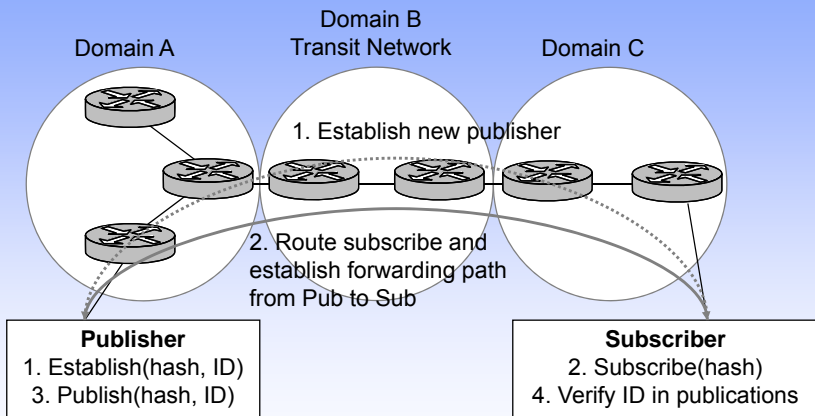 Domain A
Domain B
Transit Network
Domain C
1. Establish new publisher
2. Route subscribe and
establish forwarding path
from Pub to Sub
Publisher
1. Establish(hash, ID)
3. Publish(hash, ID)
Subscriber
2. Subscribe(hash)
4. Verify ID in publications